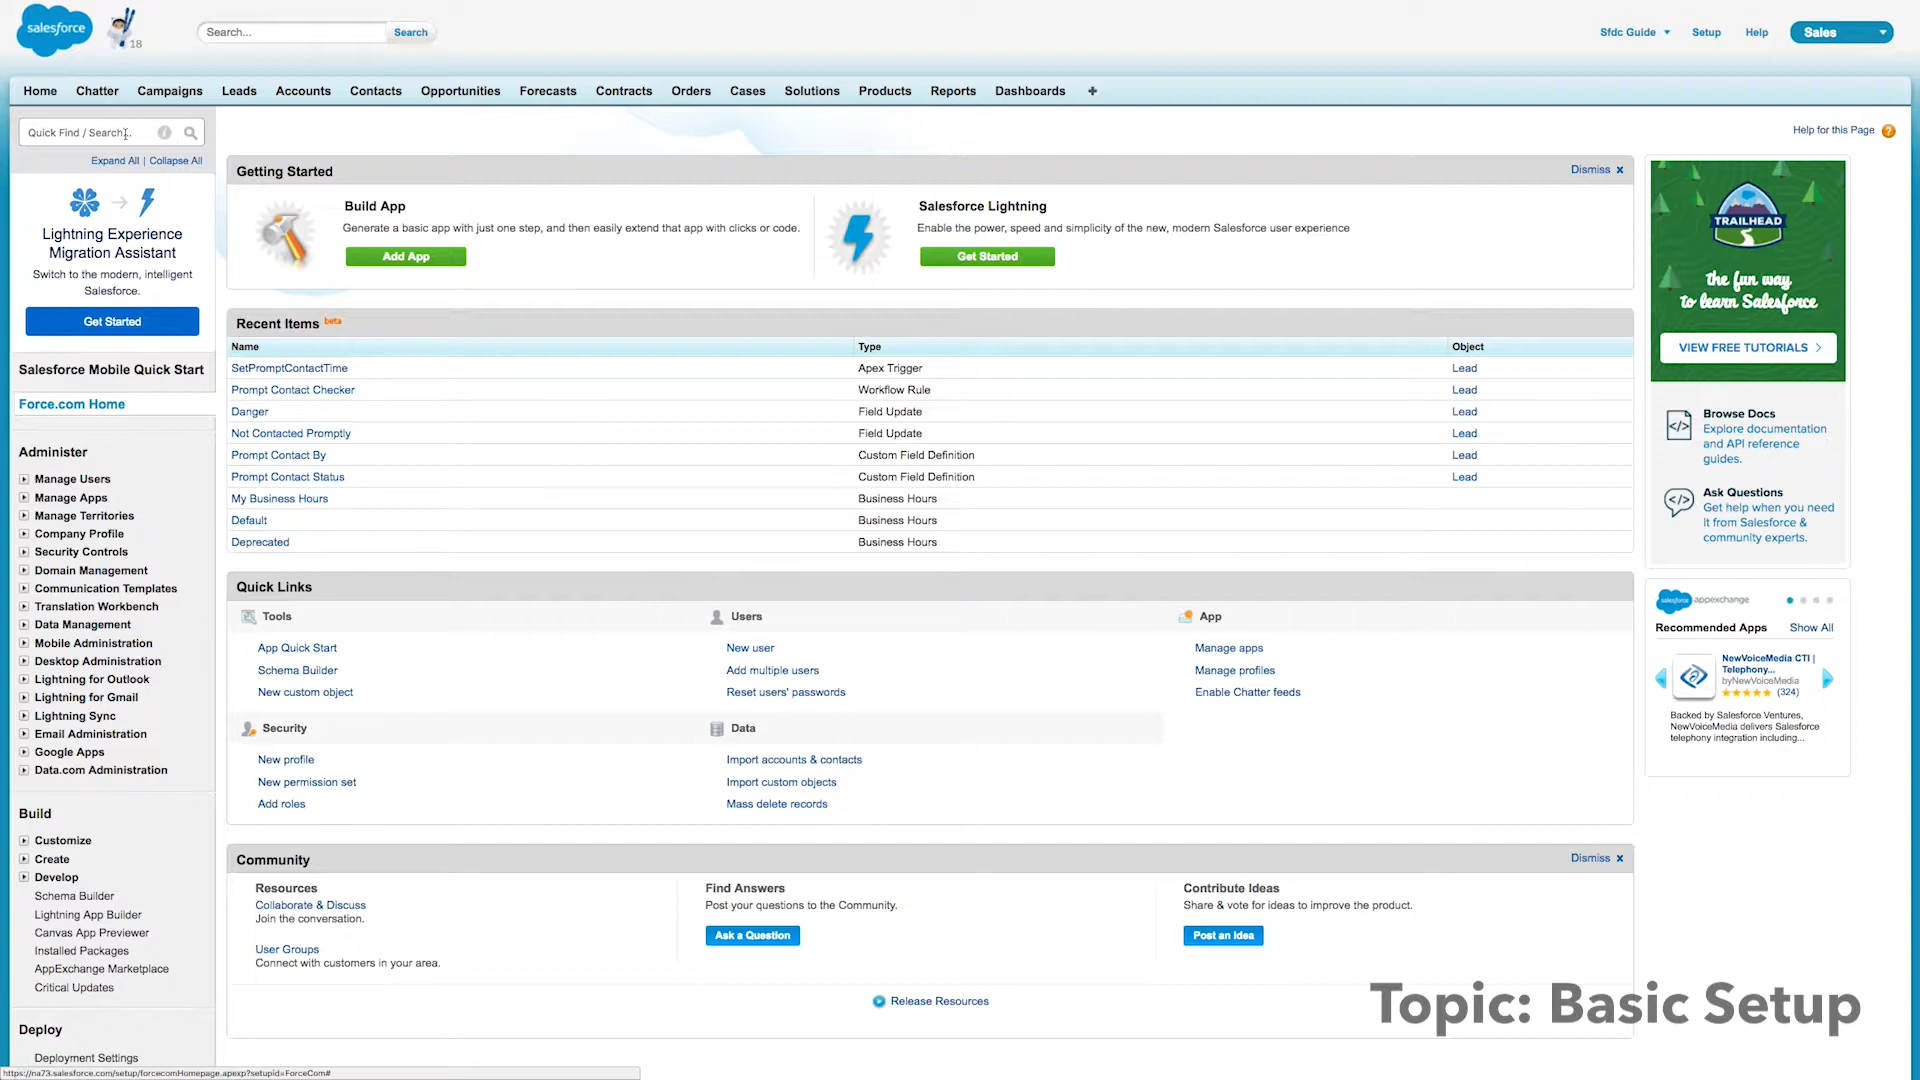 salesforce
18
Search...
Search
Sfdc Guide
Setup
Help
Sales
Home
Chatter
Campaigns
Leads
Accounts
Contacts
Opportunities
Forecasts
Contracts
Orders
Cases
Solutions
Products
Reports
Dashboards
+
Quick Find / Search...
Expand All | Collapse All
Lightning Experience
Migration Assistant
Switch to the modern, intelligent
Salesforce.
Get Started
Salesforce Mobile Quick Start
Force.com Home
Administer
Manage Users
Manage Apps
Manage Territories
Company Profile
Security Controls
Domain Management
Communication Templates
Translation Workbench
Data Management
Mobile Administration
Desktop Administration
Lightning for Outlook
Lightning for Gmail
Lightning Sync
Email Administration
Google Apps
Data.com Administration
Build
Customize
Create
Develop
Schema Builder
Lightning App Builder
Canvas App Previewer
Installed Packages
AppExchange Marketplace
Critical Updates
Deploy
Deployment Settings
https://na73.salesforce.com/setup/forcecomHomepage.apexp?setupid=ForceCom#
Help for this Page ?
Getting Started
Dismiss x
Build App
Generate a basic app with just one step, and then easily extend that app with clicks or code.
Add App
Salesforce Lightning
Enable the power, speed and simplicity of the new, modern Salesforce user experience
Get Started
Recent Items beta
Name Type Object
SetPromptContactTime Apex Trigger Lead
Prompt Contact Checker Workflow Rule Lead
Danger Field Update Lead
Not Contacted Promptly Field Update Lead
Prompt Contact By Custom Field Definition Lead
Prompt Contact Status Custom Field Definition Lead
My Business Hours Business Hours
Default Business Hours
Deprecated Business Hours
Quick Links
Tools
App Quick Start
Schema Builder
New custom object
Users
New user
Add multiple users
Reset users' passwords
App
Manage apps
Manage profiles
Enable Chatter feeds
Security
New profile
New permission set
Add roles
Data
Import accounts & contacts
Import custom objects
Mass delete records
Community
Dismiss x
Resources
Collaborate & Discuss
Join the conversation.
User Groups
Connect with customers in your area.
Find Answers
Post your questions to the Community.
Ask a Question
Contribute Ideas
Share & vote for ideas to improve the product.
Post an Idea
Release Resources
TRAILHEAD
the fun way
to learn Salesforce
VIEW FREE TUTORIALS
Browse Docs
Explore documentation
and API reference
guides.
Ask Questions
Get help when you need
it from Salesforce &
community experts.
salesforce appexchange
Recommended Apps
Show All
NewVoiceMedia CTI |
Telephony...
byNewVoiceMedia
(324)
Backed by Salesforce Ventures,
NewVoiceMedia delivers Salesforce
telephony integration including...
Topic: Basic Setup